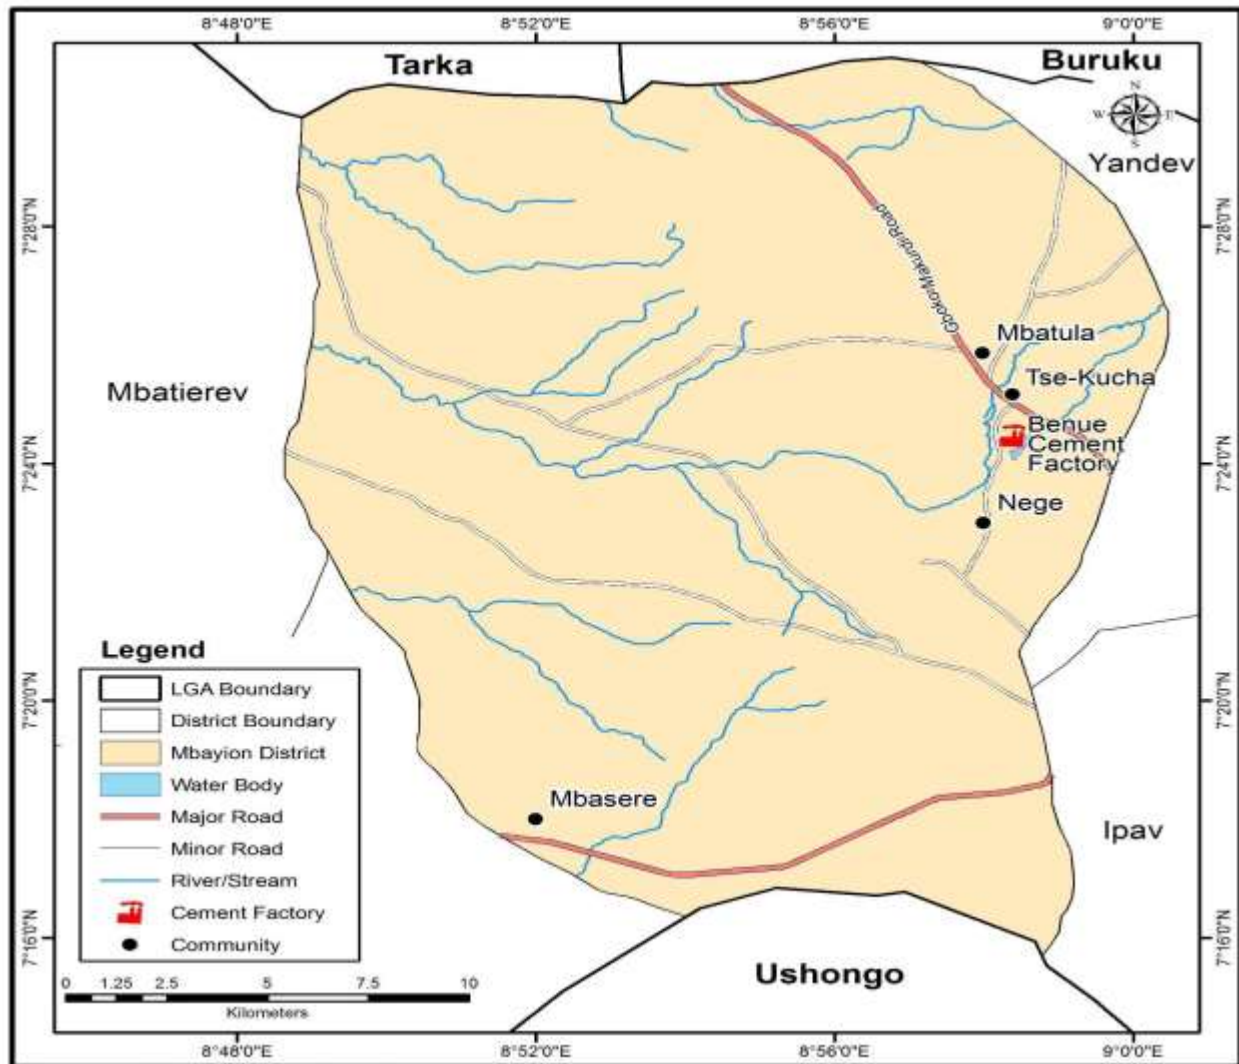 8°48'0"E
8°52'0"E
8°56'0"E
9°0'0"E
Tarka
Buruku
N
W
E
S
Yandev
7°28'0"N
7°28'0"N
Gboko Makurdi Road
Mbatula
Tse-Kucha
Mbatierev
Benue
Cement
Factory
7°24'0"N
7°24'0"N
Nege
Legend
LGA Boundary
District Boundary
Mbayion District
Water Body
Major Road
Minor Road
River/Stream
Cement Factory
Community
7°20'0"N
7°20'0"N
Mbasere
Ipav
7°16'0"N
7°16'0"N
Ushongo
0 1.25 2.5 5 7.5 10
Kilometers
8°48'0"E
8°52'0"E
8°56'0"E
9°0'0"E